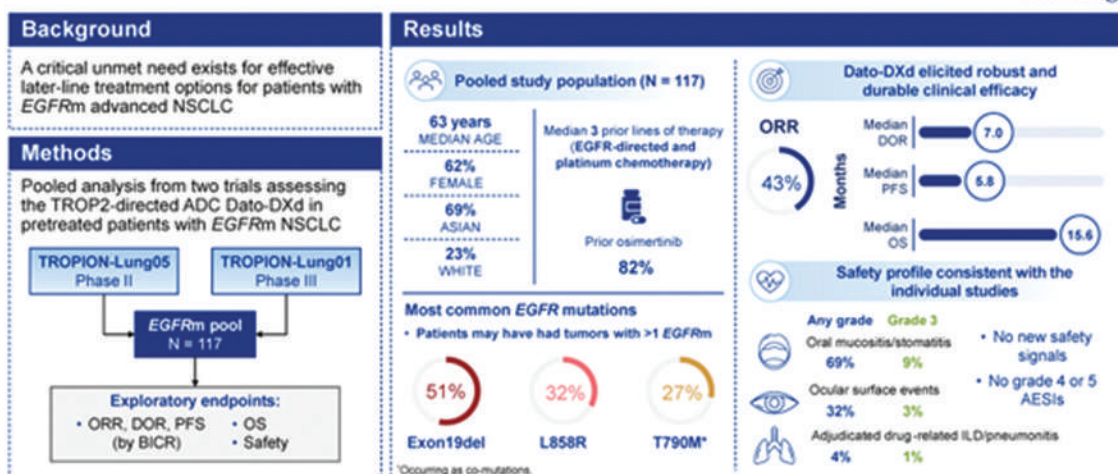 Background
A critical unmet need exists for effective
later-line treatment options for patients with
EGFRm advanced NSCLC
Methods
Pooled analysis from two trials assessing
the TROP2-directed ADC Dato-DXd in
pretreated patients with EGFRm NSCLC
TROPION-Lung05
Phase II
TROPION-Lung01
Phase III
EGFRm pool
N = 117
Exploratory endpoints:
• ORR, DOR, PFS
(by BICR)
• OS
• Safety
Results
Pooled study population (N = 117)
63 years
MEDIAN AGE
62%
FEMALE
69%
ASIAN
23%
WHITE
Median 3 prior lines of therapy
(EGFR-directed and
platinum chemotherapy)
Prior osimertinib
82%
Most common EGFR mutations
• Patients may have had tumors with >1 EGFRm
51%
Exon19del
32%
L858R
27%
T790M*
*Occurring as co-mutations.
Dato-DXd elicited robust and
durable clinical efficacy
ORR
43%
Months
Median
DOR
7.0
Median
PFS
5.8
Median
OS
15.6
Safety profile consistent with the
individual studies
Any grade Grade 3
Oral mucositis/stomatitis
69% 9%
Ocular surface events
32% 3%
Adjudicated drug-related ILD/pneumonitis
4% 1%
• No new safety
signals
• No grade 4 or 5
AESIs